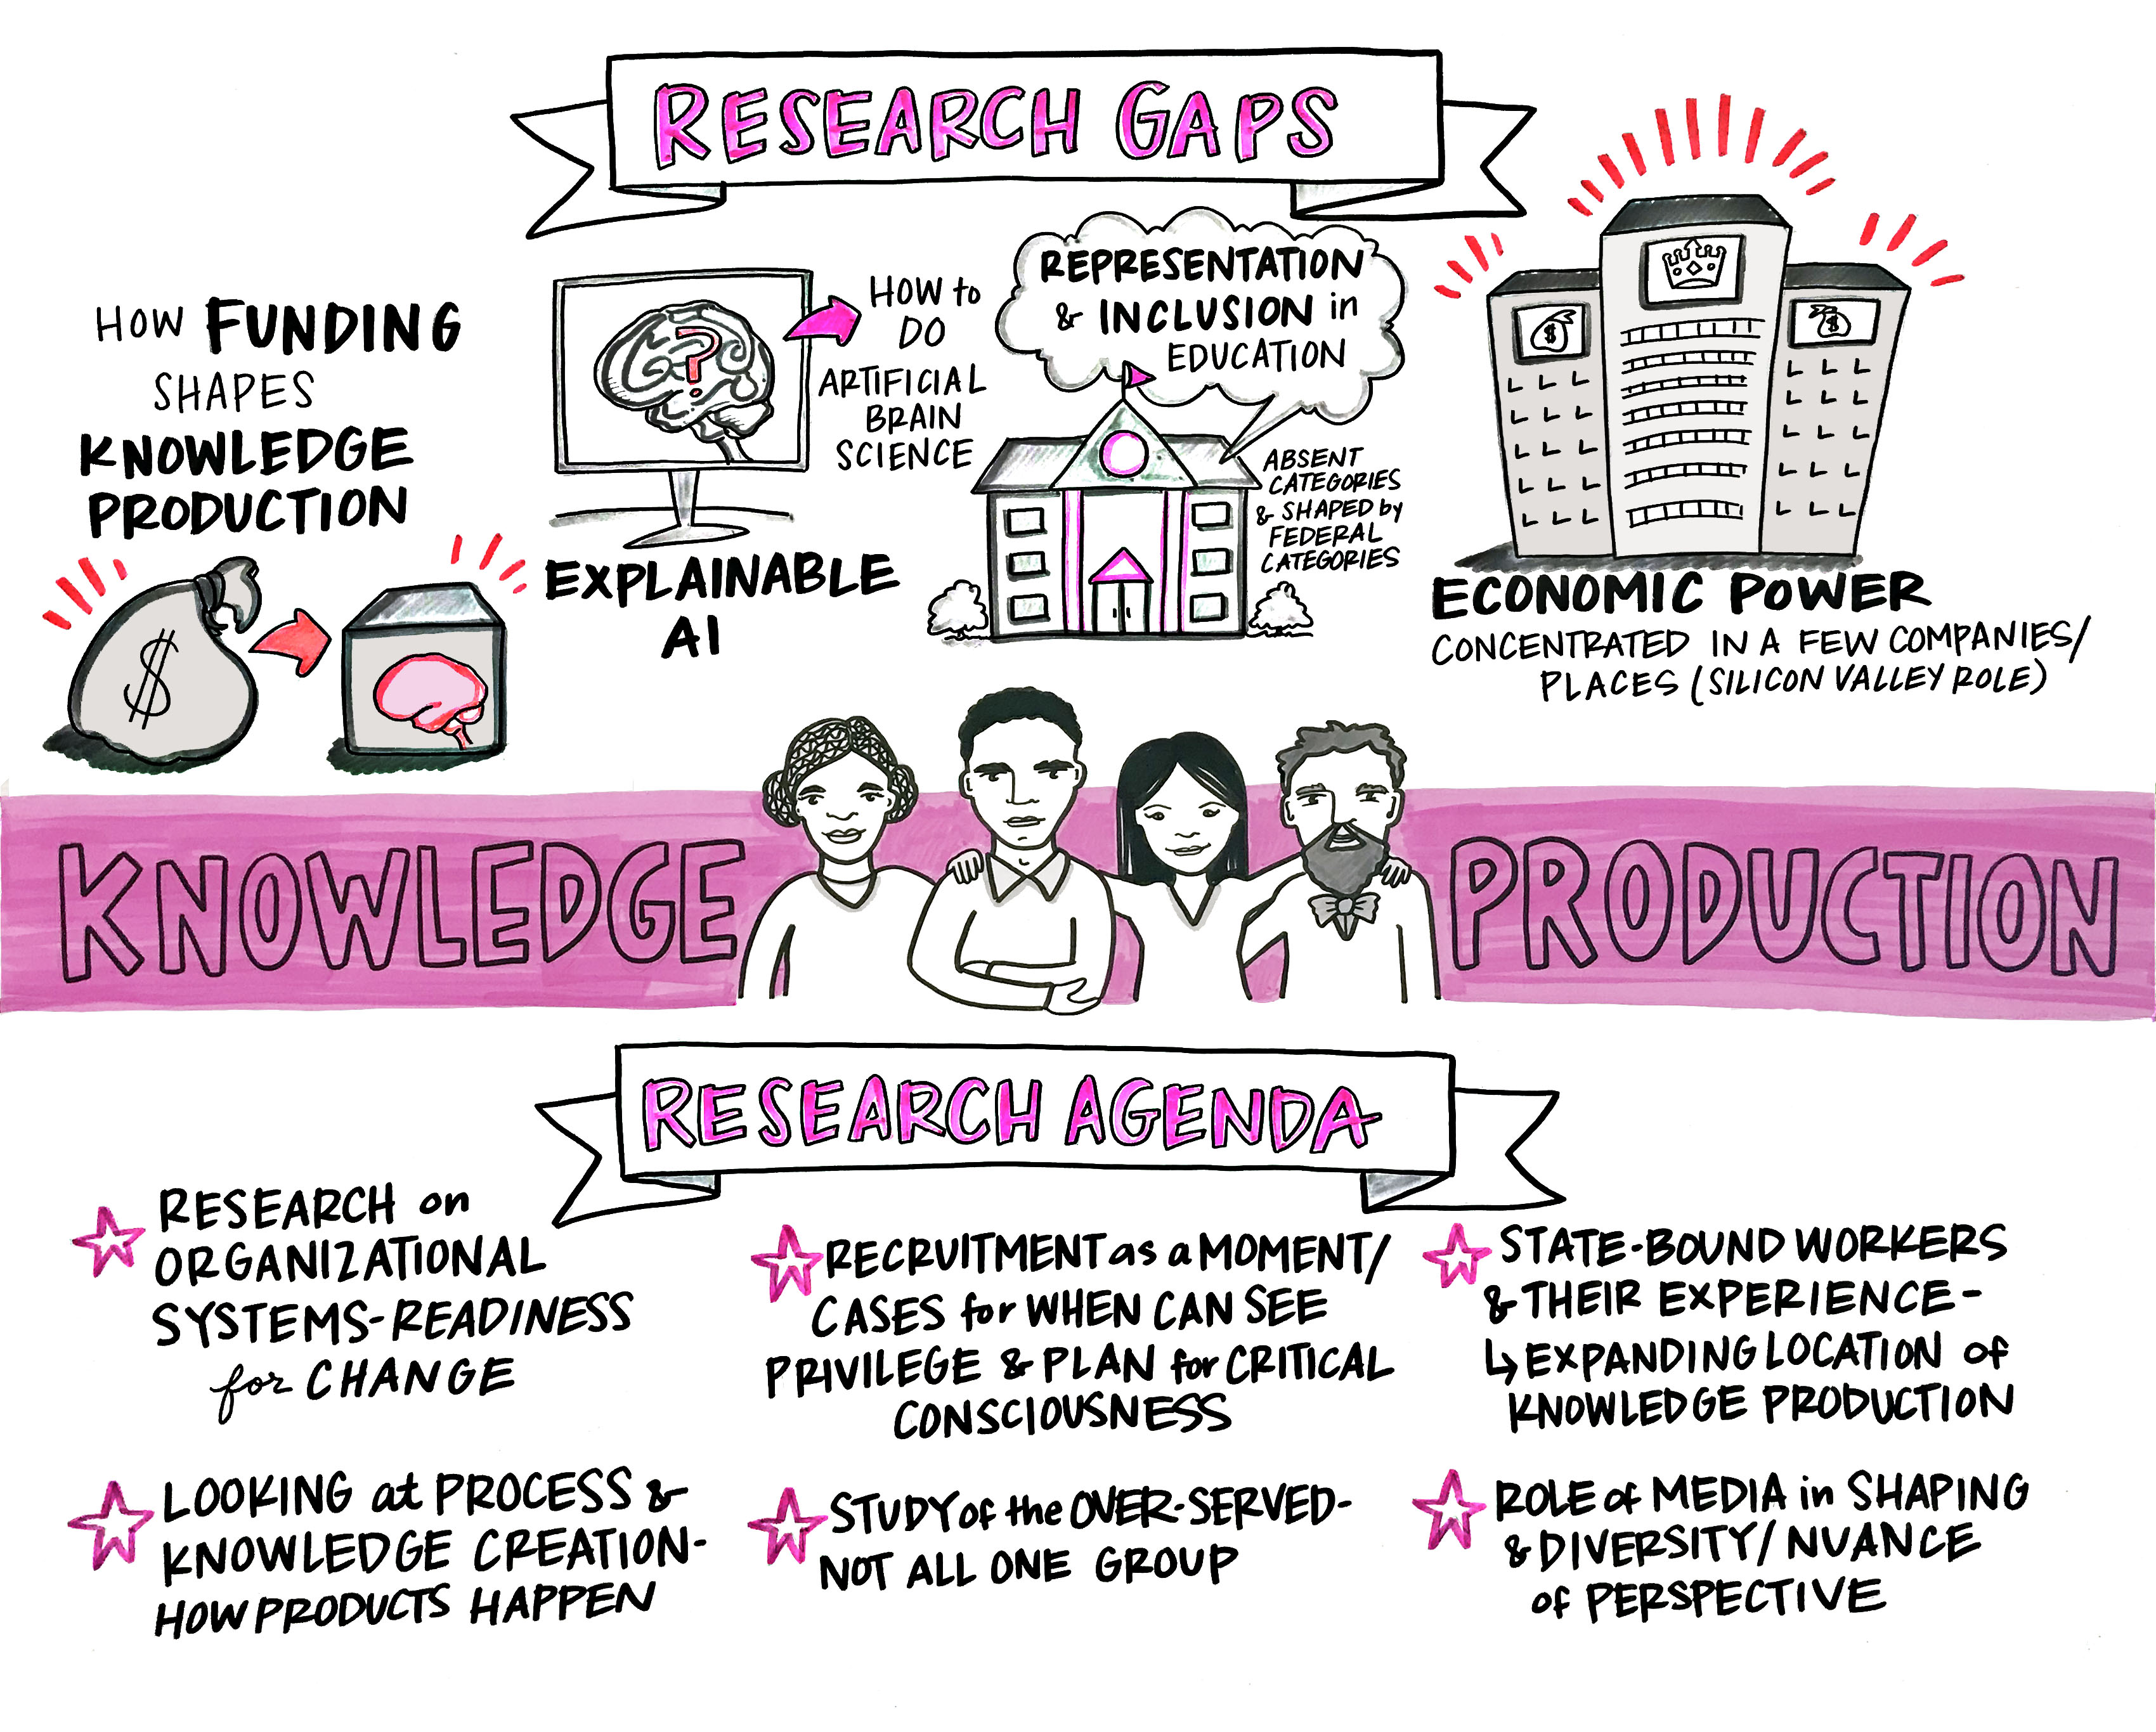 RESEARCH GAPS
HOW FUNDING
SHAPES
KNOWLEDGE
PRODUCTION
$
?
HOW to
DO
ARTIFICIAL
BRAIN
SCIENCE
EXPLAINABLE
AI
REPRESENTATION
& INCLUSION in
EDUCATION
ABSENT
CATEGORIES
& SHAPED by
FEDERAL
CATEGORIES
$
$
ECONOMIC POWER
CONCENTRATED IN A FEW COMPANIES/
PLACES (SILICON VALLEY ROLE)
KNOWLEDGE PRODUCTION
RESEARCH AGENDA
RESEARCH on
ORGANIZATIONAL
SYSTEMS-READINESS
for CHANGE
RECRUITMENT as a MOMENT/
CASES for WHEN CAN SEE
PRIVILEGE & PLAN for CRITICAL
CONSCIOUSNESS
STATE-BOUND WORKERS
& THEIR EXPERIENCE-
↳ EXPANDING LOCATION of
KNOWLEDGE PRODUCTION
LOOKING at PROCESS &
KNOWLEDGE CREATION-
HOW PRODUCTS HAPPEN
STUDY of the OVER-SERVED-
NOT ALL ONE GROUP
ROLE of MEDIA in SHAPING
& DIVERSITY/NUANCE
of PERSPECTIVE